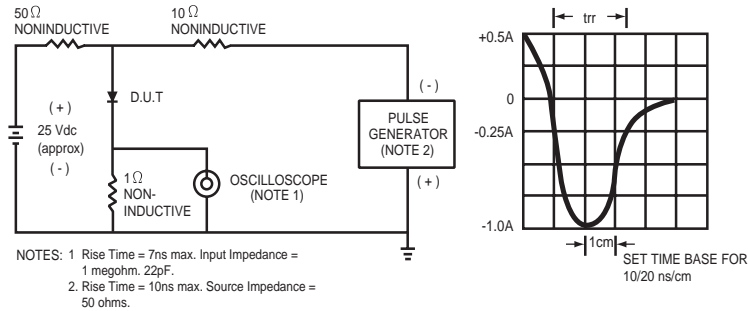 50Ω
NONINDUCTIVE
10Ω
NONINDUCTIVE
D.U.T
( + )
25 Vdc
(approx)
( - )
1Ω
NON-
INDUCTIVE
OSCILLOSCOPE
(NOTE 1)
( - )
PULSE
GENERATOR
(NOTE 2)
( + )
NOTES: 1 Rise Time = 7ns max. Input Impedance =
1 megohm. 22pF.
2. Rise Time = 10ns max. Source Impedance =
50 ohms.
trr
+0.5A
0
-0.25A
-1.0A
1cm
SET TIME BASE FOR
10/20 ns/cm